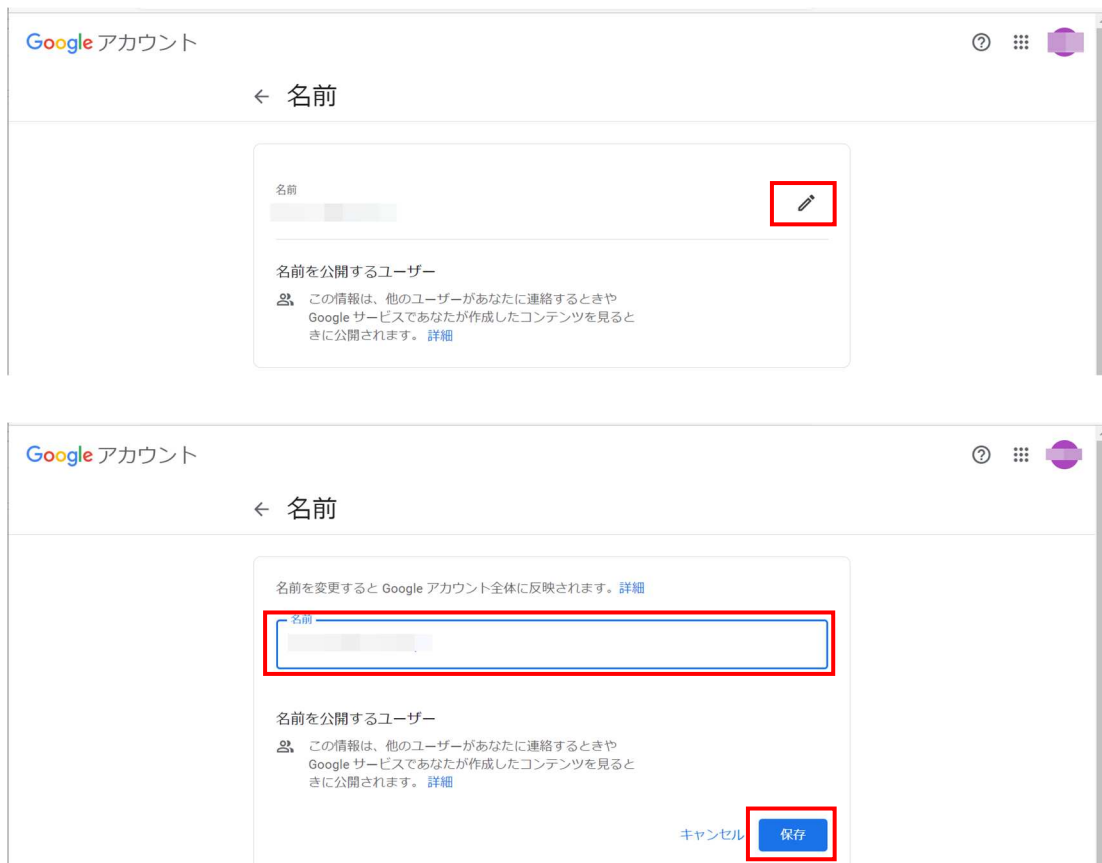 Google アカウント
← 名前
名前
名前を公開するユーザー
この情報は、他のユーザーがあなたに連絡するときや
Google サービスであなたが作成したコンテンツを見ると
きに公開されます。 詳細
Google アカウント
← 名前
名前を変更すると Google アカウント全体に反映されます。詳細
名前
名前を公開するユーザー
この情報は、他のユーザーがあなたに連絡するときや
Google サービスであなたが作成したコンテンツを見ると
きに公開されます。 詳細
キャンセル 保存